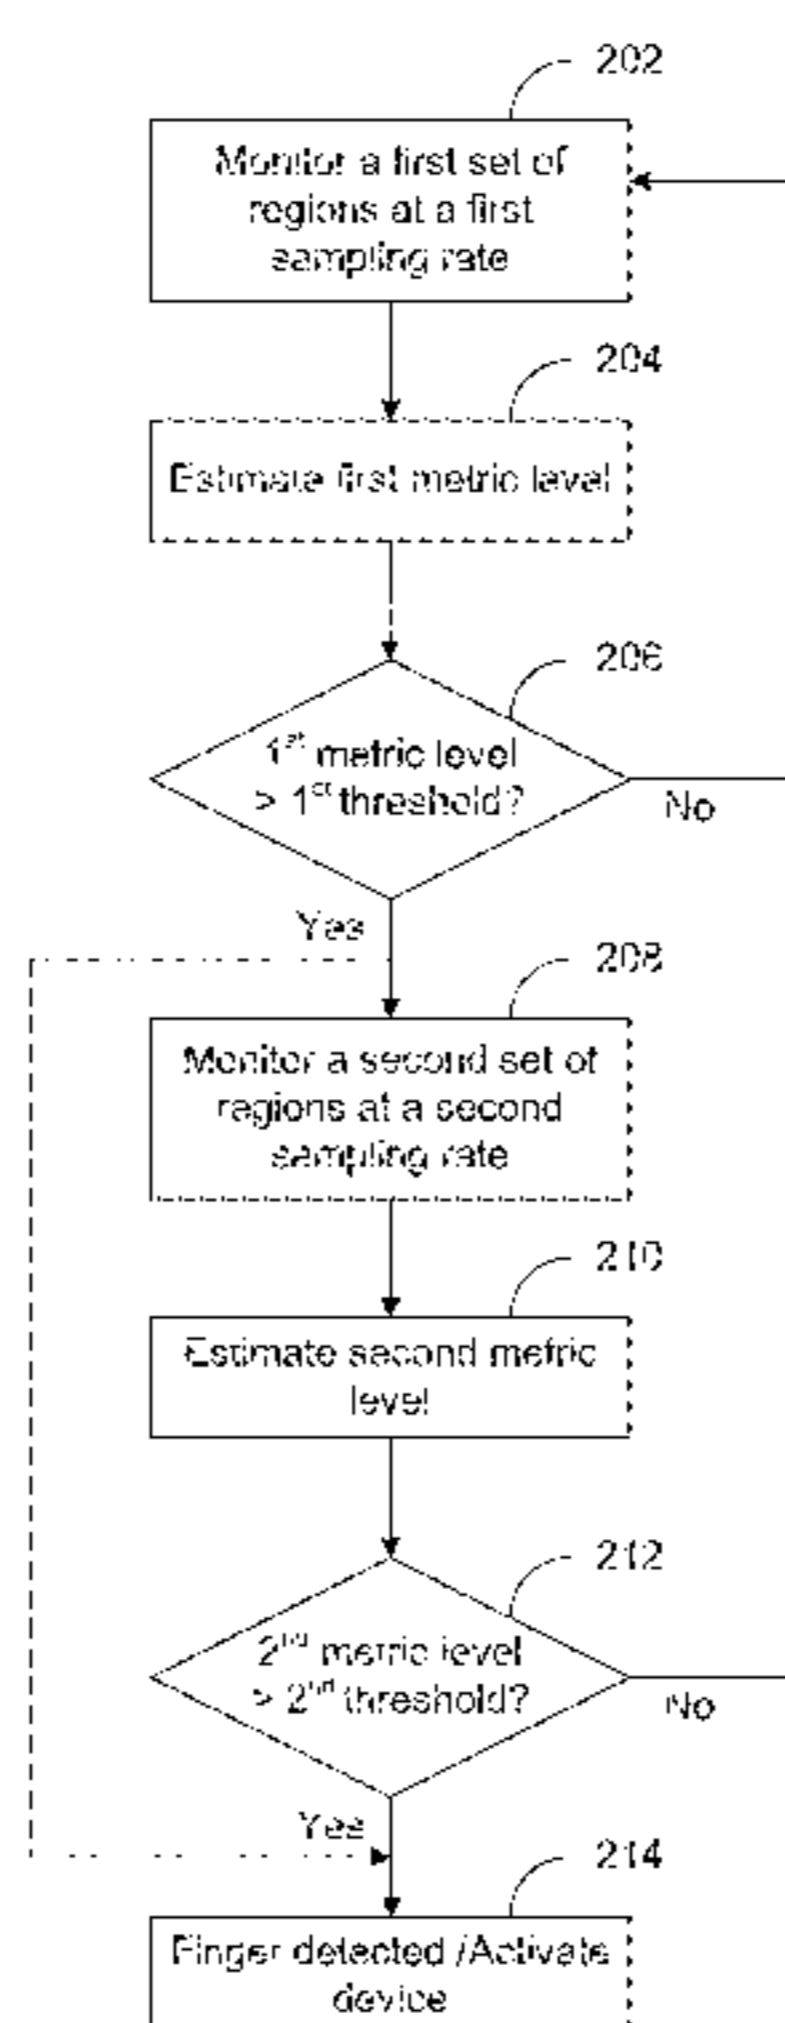 202
Monitor a first set of
regions at a first
sampling rate
204
Estimate first metric level
206
1st metric level
> 1st threshold?
No
Yes
208
Monitor a second set of
regions at a second
sampling rate
210
Estimate second metric
level
212
2nd metric level
> 2nd threshold?
No
Yes
214
Finger detected /Activate
device